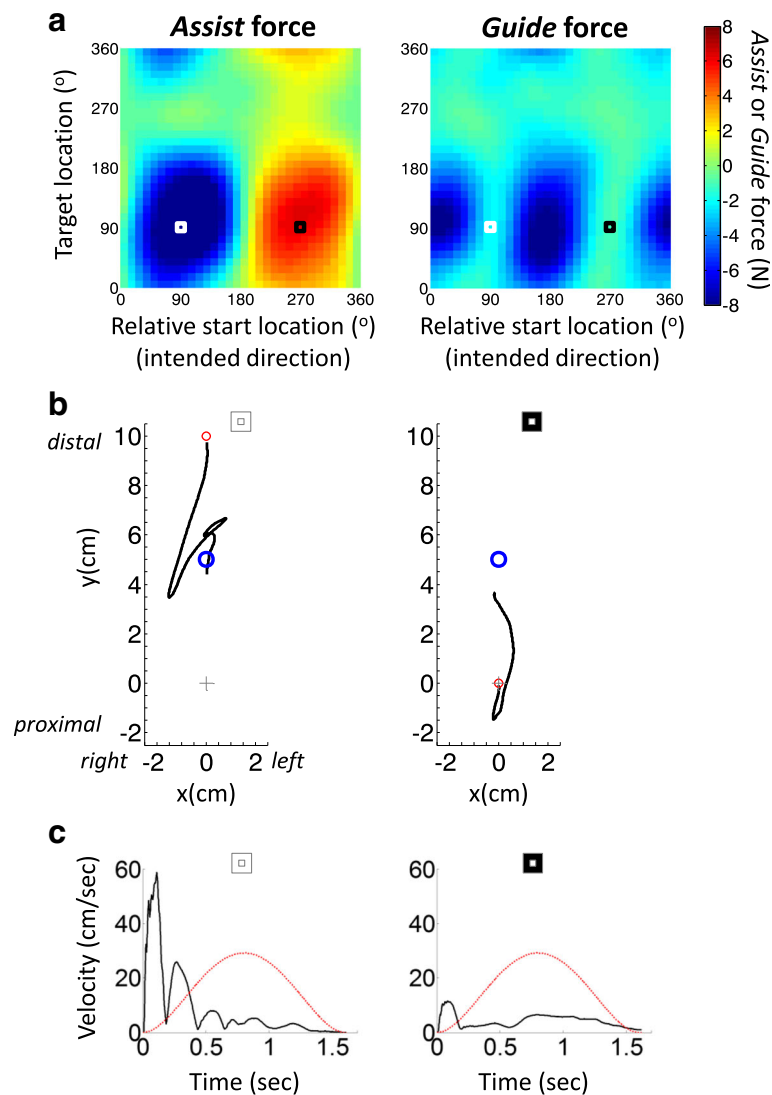 a
Assist force
Guide force
360
270
180
90
0
Target location (o)
0 90 180 270 360
Relative start location (o)
(intended direction)
360
270
180
90
0
0 90 180 270 360
Relative start location (o)
(intended direction)
8
6
4
2
0
-2
-4
-6
-8
Assist or Guide force (N)
b
distal
10
8
6
4
2
0
-2
y(cm)
proximal
right -2 0 2 left
x(cm)
10
8
6
4
2
0
-2
-2 0 2
x(cm)
c
60
40
20
0
Velocity (cm/sec)
0 0.5 1 1.5
Time (sec)
60
40
20
0
0 0.5 1 1.5
Time (sec)